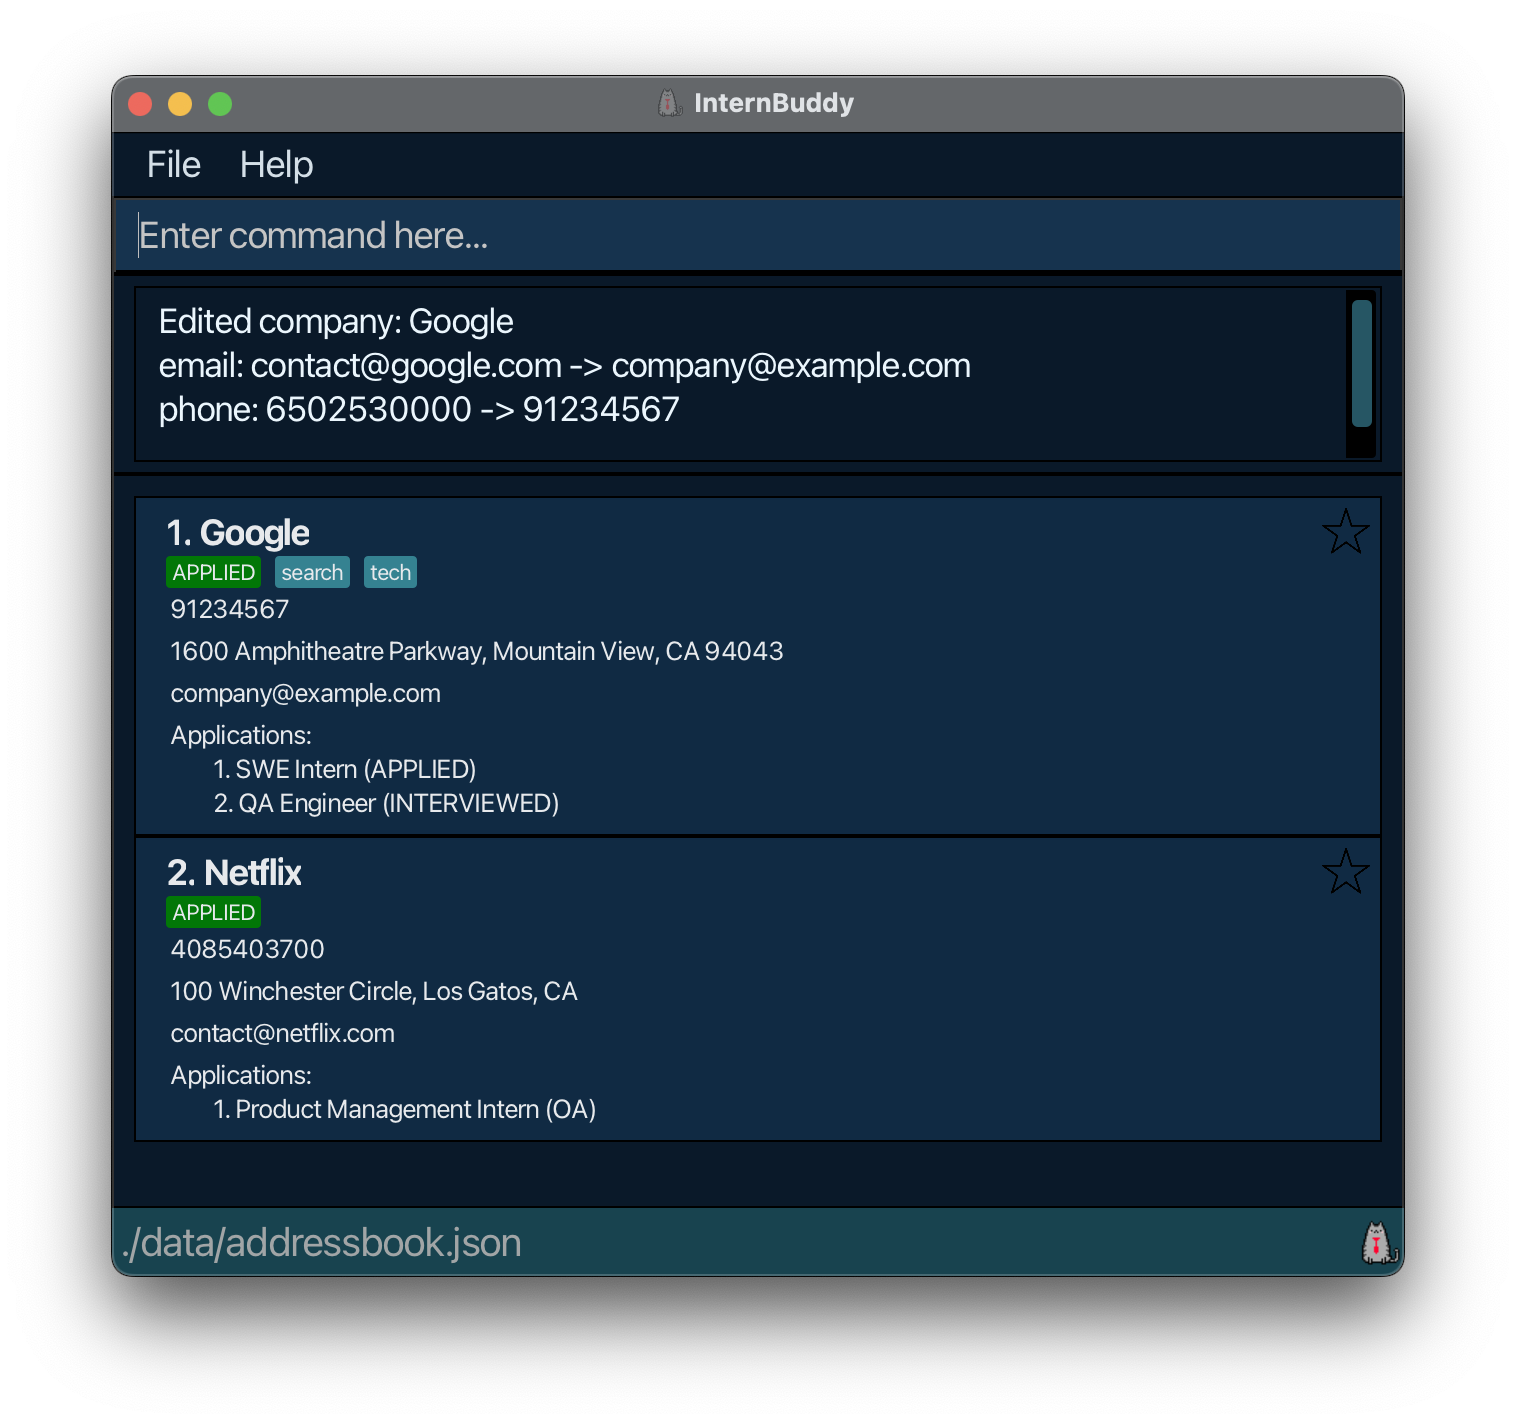 InternBuddy
File Help
Enter command here...
Edited company: Google
email: contact@google.com -> company@example.com
phone: 6502530000 -> 91234567
1. Google
APPLIED search tech
91234567
1600 Amphitheatre Parkway, Mountain View, CA 94043
company@example.com
Applications:
1. SWE Intern (APPLIED)
2. QA Engineer (INTERVIEWED)
2. Netflix
APPLIED
4085403700
100 Winchester Circle, Los Gatos, CA
contact@netflix.com
Applications:
1. Product Management Intern (OA)
./data/addressbook.json